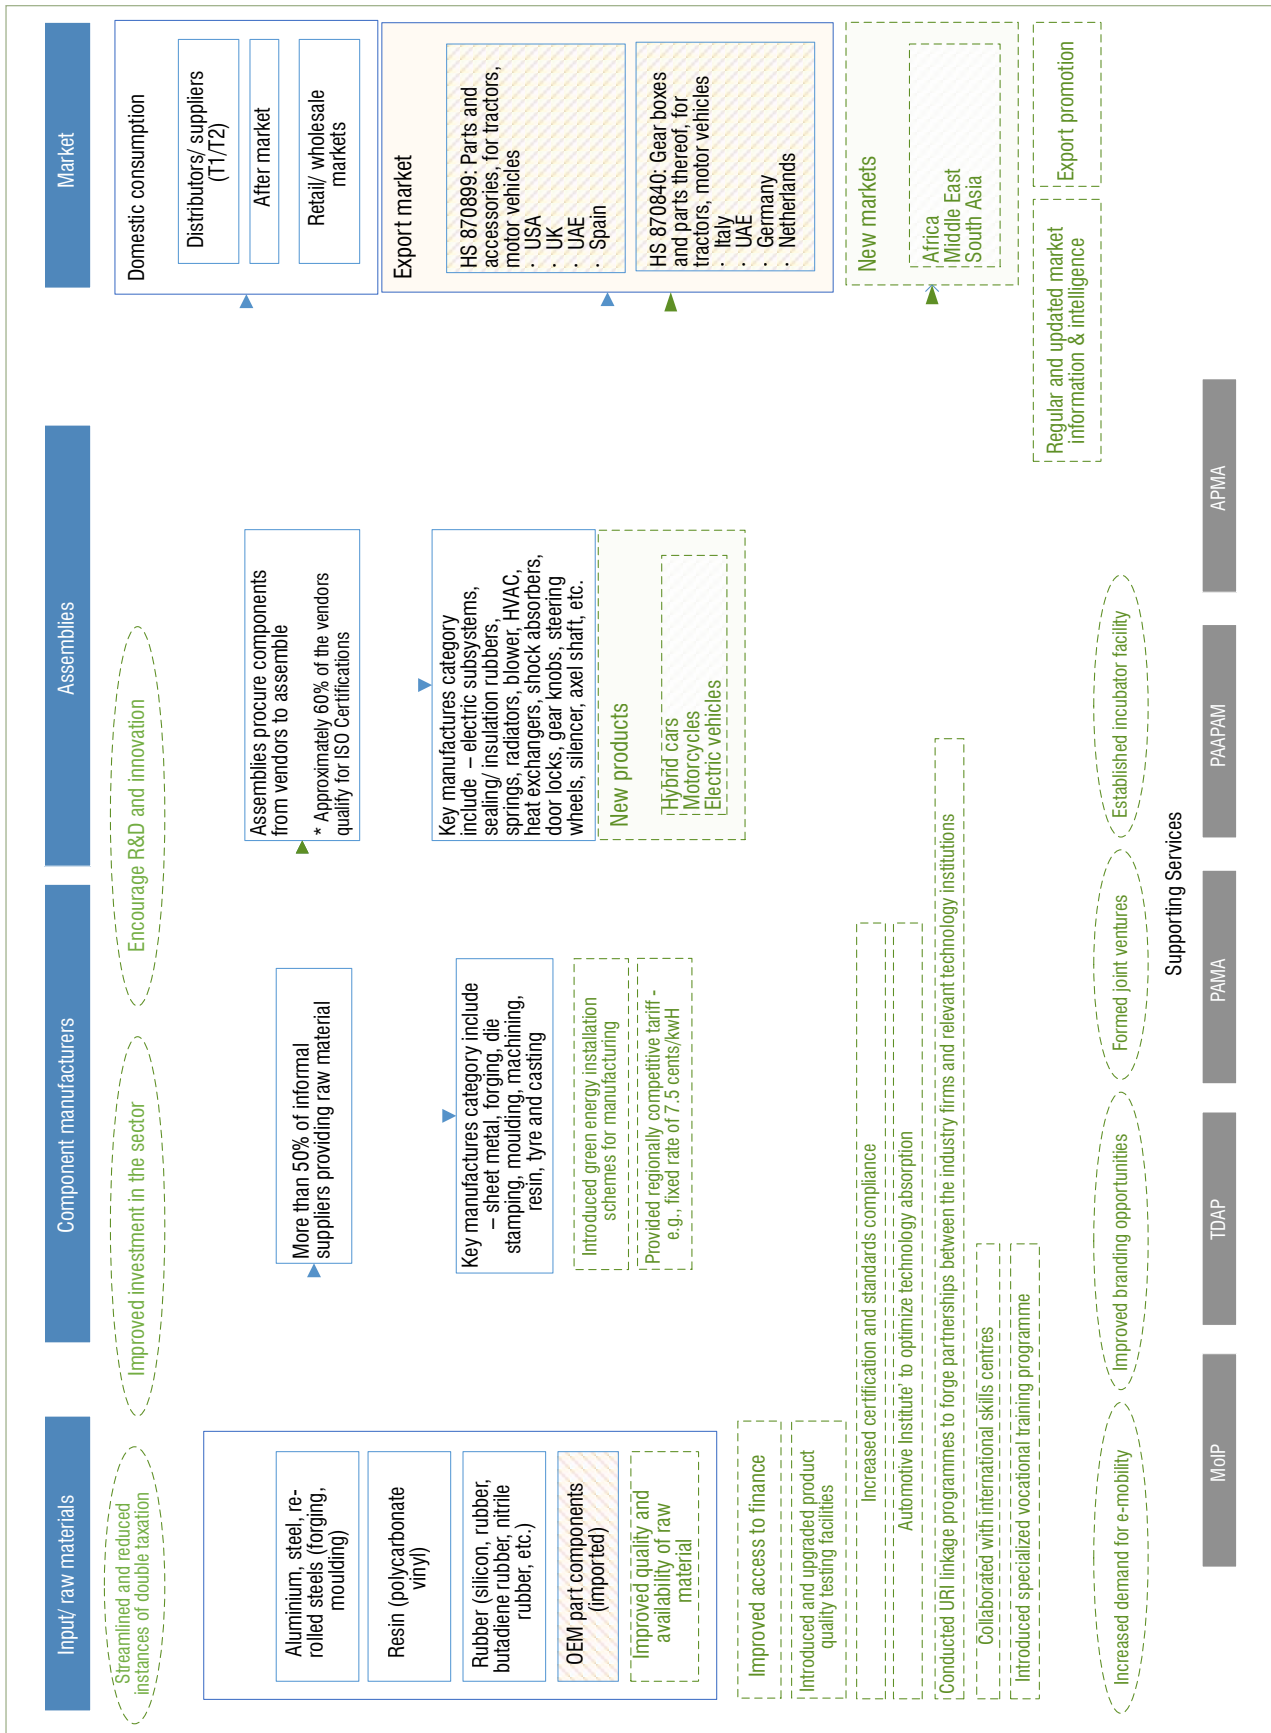 Input/ raw materials
Component manufacturers
Assemblies
Market
Streamlined and reduced
instances of double taxation
Improved investment in the sector
Encourage R&D and innovation
Aluminium, steel, re-
rolled steels (forging,
moulding)
Resin (polycarbonate
vinyl)
Rubber (silicon, rubber,
butadiene rubber, nitrile
rubber, etc.)
OEM part components
(imported)
Improved quality and
availability of raw
material
More than 50% of informal
suppliers providing raw material
Key manufactures category include
– sheet metal, forging, die
stamping, moulding, machining,
resin, tyre and casting
Introduced green energy installation
schemes for manufacturing
Provided regionally competitive tariff -
e.g., fixed rate of 7.5 cents/kwH
Assemblies procure components
from vendors to assemble
* Approximately 60% of the vendors
qualify for ISO Certifications
Key manufactures category
include – electric subsystems,
sealing/ insulation rubbers,
springs, radiators, blower, HVAC,
heat exchangers, shock absorbers,
door locks, gear knobs, steering
wheels, silencer, axel shaft, etc.
New products
Hybrid cars
Motorcycles
Electric vehicles
Domestic consumption
Distributors/ suppliers
(T1/T2)
After market
Retail/ wholesale
markets
Export market
HS 870899: Parts and
accessories, for tractors,
motor vehicles
· USA
· UK
· UAE
· Spain
HS 870840: Gear boxes
and parts thereof, for
tractors, motor vehicles
· Italy
· UAE
· Germany
· Netherlands
New markets
Africa
Middle East
South Asia
Regular and updated market
information & intelligence
Export promotion
Improved access to finance
Introduced and upgraded product
quality testing facilities
Increased certification and standards compliance
Automotive Institute’ to optimize technology absorption
Conducted URI linkage programmes to forge partnerships between the industry firms and relevant technology institutions
Collaborated with international skills centres
Introduced specialized vocational training programme
Increased demand for e-mobility
Improved branding opportunities
Formed joint ventures
Established incubator facility
Supporting Services
MoIP
TDAP
PAMA
PAAPAM
APMA